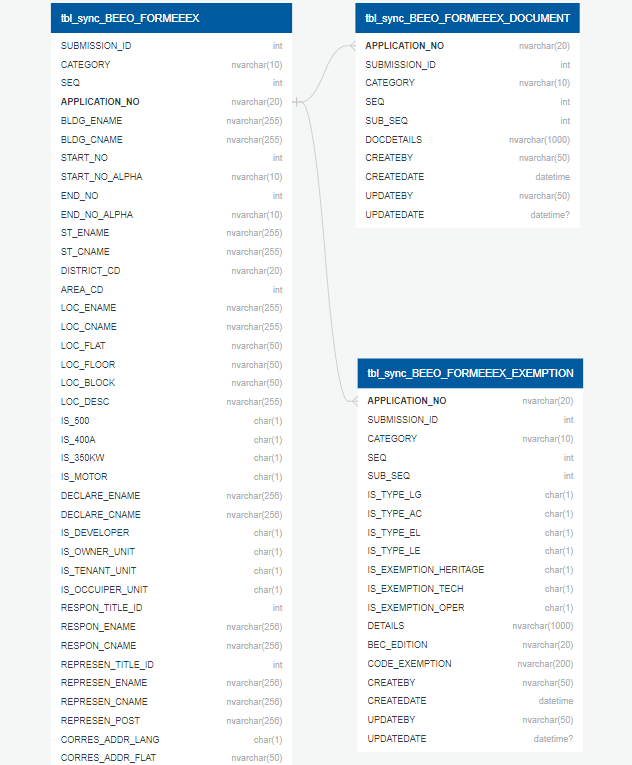 tbl_sync_BEEO_FORMEEEX
SUBMISSION_ID int
CATEGORY nvarchar(10)
SEQ int
APPLICATION_NO nvarchar(20)
BLDG_ENAME nvarchar(255)
BLDG_CNAME nvarchar(255)
START_NO int
START_NO_ALPHA nvarchar(10)
END_NO int
END_NO_ALPHA nvarchar(10)
ST_ENAME nvarchar(255)
ST_CNAME nvarchar(255)
DISTRICT_CD nvarchar(20)
AREA_CD int
LOC_ENAME nvarchar(255)
LOC_CNAME nvarchar(255)
LOC_FLAT nvarchar(50)
LOC_FLOOR nvarchar(50)
LOC_BLOCK nvarchar(50)
LOC_DESC nvarchar(255)
IS_500 char(1)
IS_400A char(1)
IS_350KW char(1)
IS_MOTOR char(1)
DECLARE_ENAME nvarchar(256)
DECLARE_CNAME nvarchar(256)
IS_DEVELOPER char(1)
IS_OWNER_UNIT char(1)
IS_TENANT_UNIT char(1)
IS_OCCUIPER_UNIT char(1)
RESPON_TITLE_ID int
RESPON_ENAME nvarchar(256)
RESPON_CNAME nvarchar(256)
REPRESEN_TITLE_ID int
REPRESEN_ENAME nvarchar(256)
REPRESEN_CNAME nvarchar(256)
REPRESEN_POST nvarchar(256)
CORRES_ADDR_LANG char(1)
CORRES_ADDR_FLAT nvarchar(50)
tbl_sync_BEEO_FORMEEEX_DOCUMENT
APPLICATION_NO nvarchar(20)
SUBMISSION_ID int
CATEGORY nvarchar(10)
SEQ int
SUB_SEQ int
DOCDETAILS nvarchar(1000)
CREATEBY nvarchar(50)
CREATEDATE datetime
UPDATEBY nvarchar(50)
UPDATEDATE datetime?
tbl_sync_BEEO_FORMEEEX_EXEMPTION
APPLICATION_NO nvarchar(20)
SUBMISSION_ID int
CATEGORY nvarchar(10)
SEQ int
SUB_SEQ int
IS_TYPE_LG char(1)
IS_TYPE_AC char(1)
IS_TYPE_EL char(1)
IS_TYPE_LE char(1)
IS_EXEMPTION_HERITAGE char(1)
IS_EXEMPTION_TECH char(1)
IS_EXEMPTION_OPER char(1)
DETAILS nvarchar(1000)
BEC_EDITION nvarchar(20)
CODE_EXEMPTION nvarchar(200)
CREATEBY nvarchar(50)
CREATEDATE datetime
UPDATEBY nvarchar(50)
UPDATEDATE datetime?